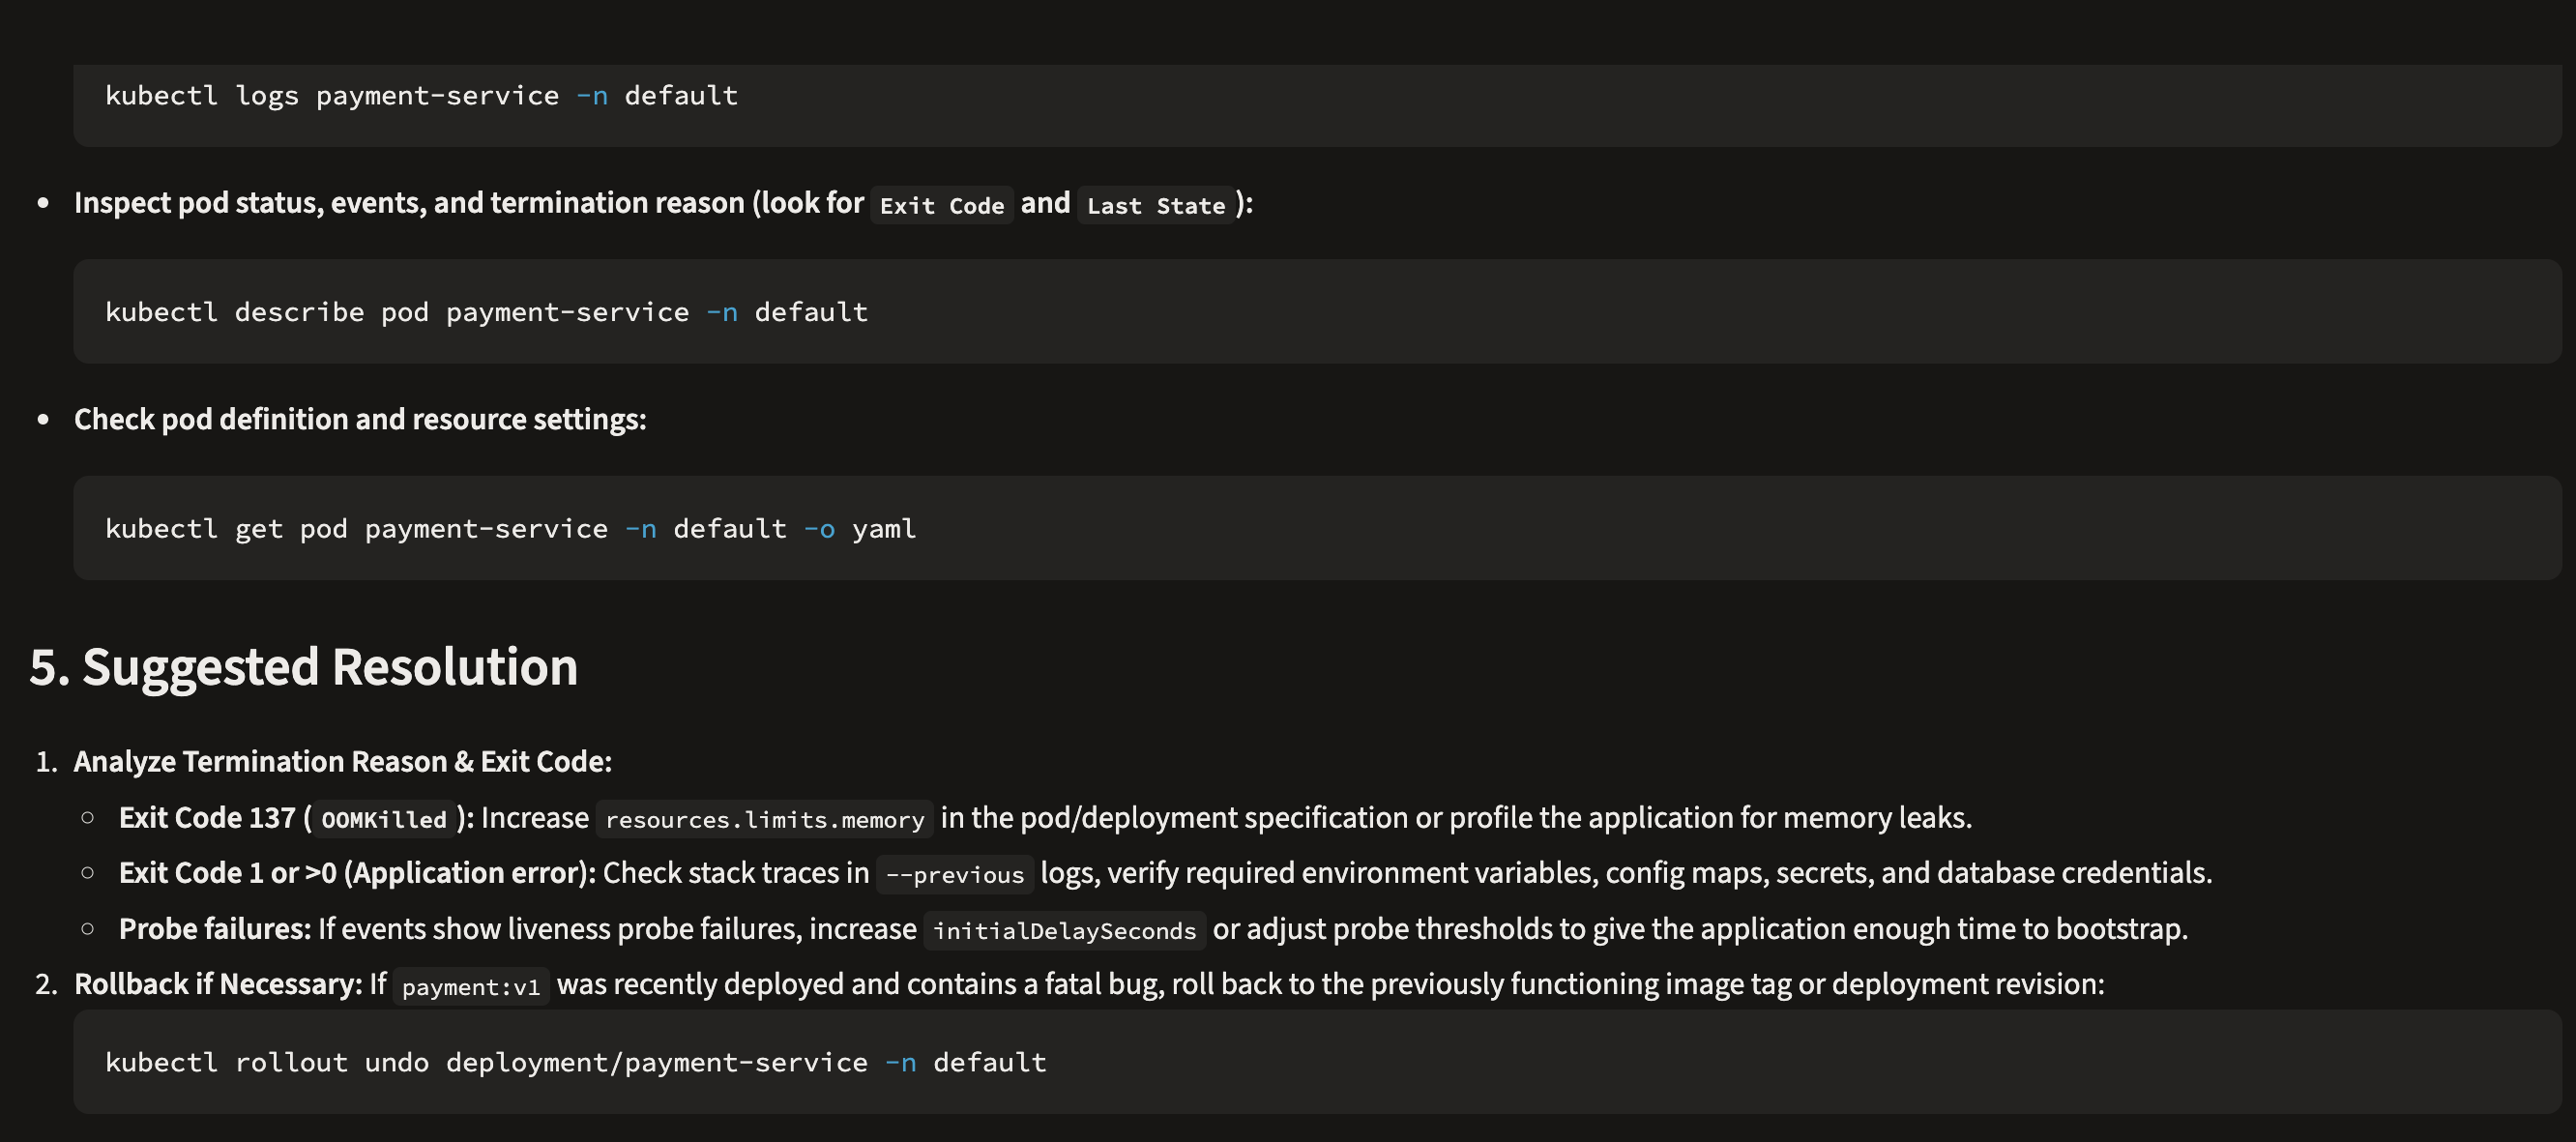 kubectl logs payment-service -n default
• Inspect pod status, events, and termination reason (look for Exit Code and Last State):
kubectl describe pod payment-service -n default
• Check pod definition and resource settings:
kubectl get pod payment-service -n default -o yaml
5. Suggested Resolution
1. Analyze Termination Reason & Exit Code:
○ Exit Code 137 (OOMKilled): Increase resources.limits.memory in the pod/deployment specification or profile the application for memory leaks.
○ Exit Code 1 or >0 (Application error): Check stack traces in --previous logs, verify required environment variables, config maps, secrets, and database credentials.
○ Probe failures: If events show liveness probe failures, increase initialDelaySeconds or adjust probe thresholds to give the application enough time to bootstrap.
2. Rollback if Necessary: If payment:v1 was recently deployed and contains a fatal bug, roll back to the previously functioning image tag or deployment revision:
kubectl rollout undo deployment/payment-service -n default